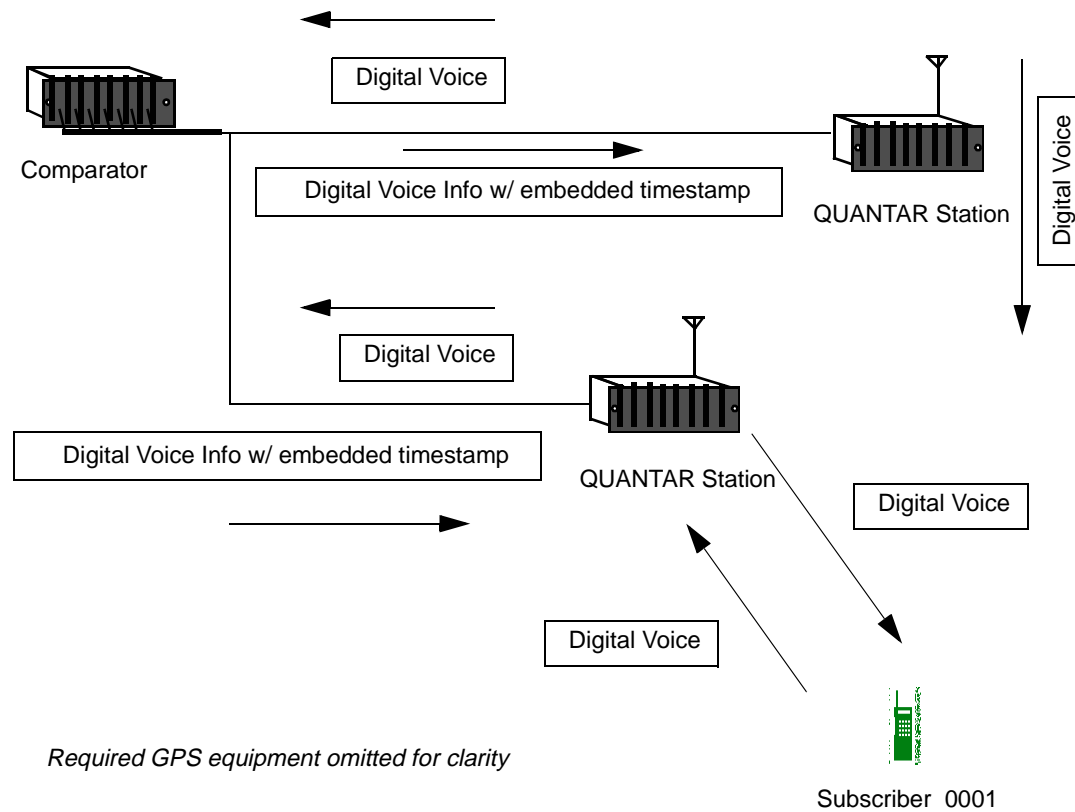 Digital Voice
Comparator
Digital Voice Info w/ embedded timestamp
QUANTAR Station
Digital Voice
Digital Voice
Digital Voice Info w/ embedded timestamp
QUANTAR Station
Digital Voice
Digital Voice
Required GPS equipment omitted for clarity
Subscriber 0001